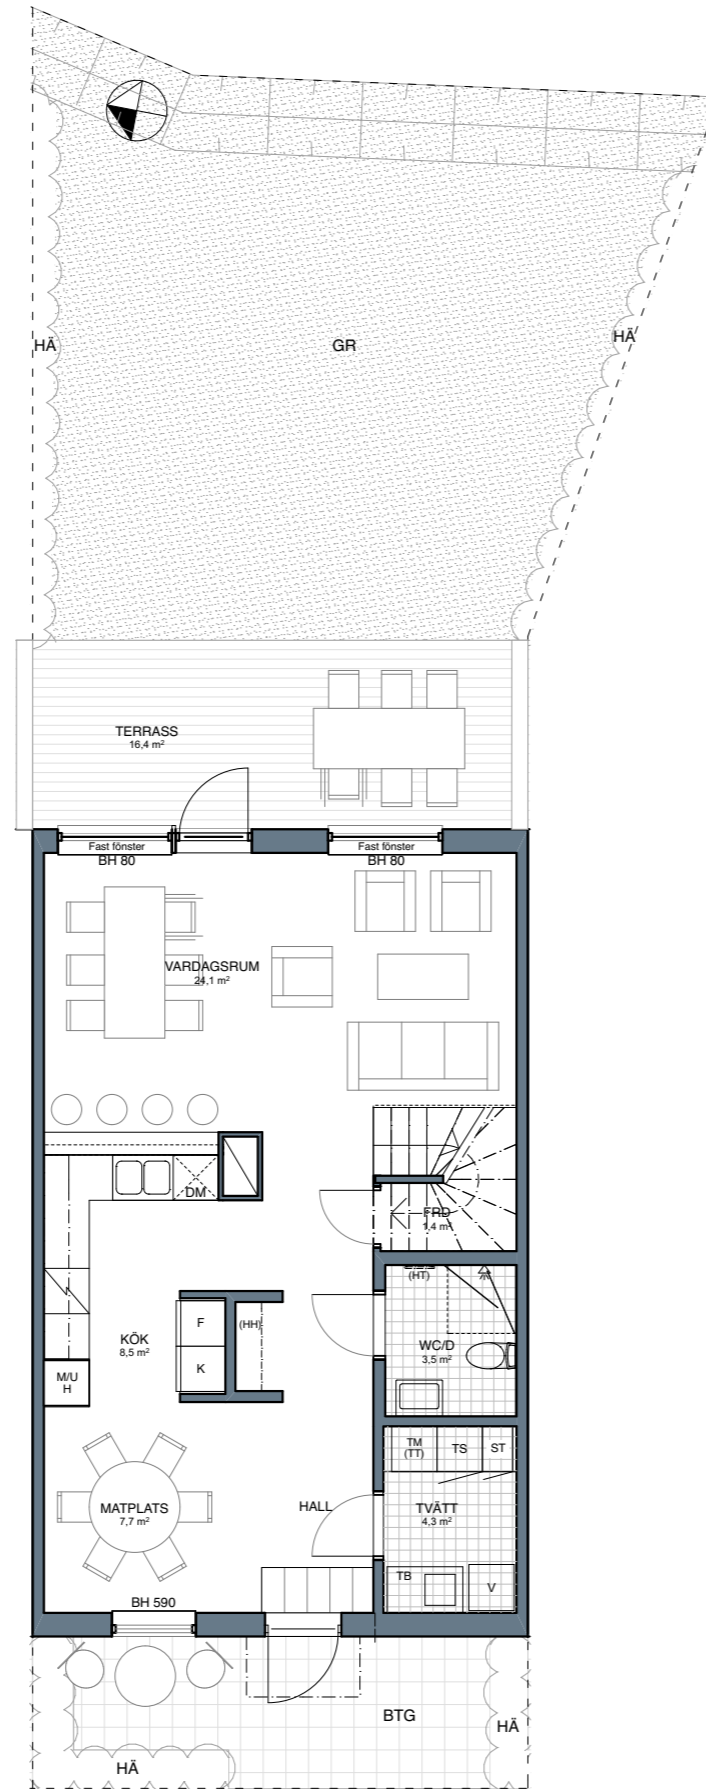 HÄ
GR
HÄ
TERRASS
16,4 m²
Fast fönster
BH 80
Fast fönster
BH 80
VARDAGSRUM
24,1 m²
DM
FRD
1,4 m²
(HT)
F
(HH)
KÖK
8,5 m²
K
WC/D
3,5 m²
M/U
H
TM
(TT)
TS
ST
MATPLATS
7,7 m²
HALL
TVÄTT
4,3 m²
TB
V
BH 590
BTG
HÄ
HÄ